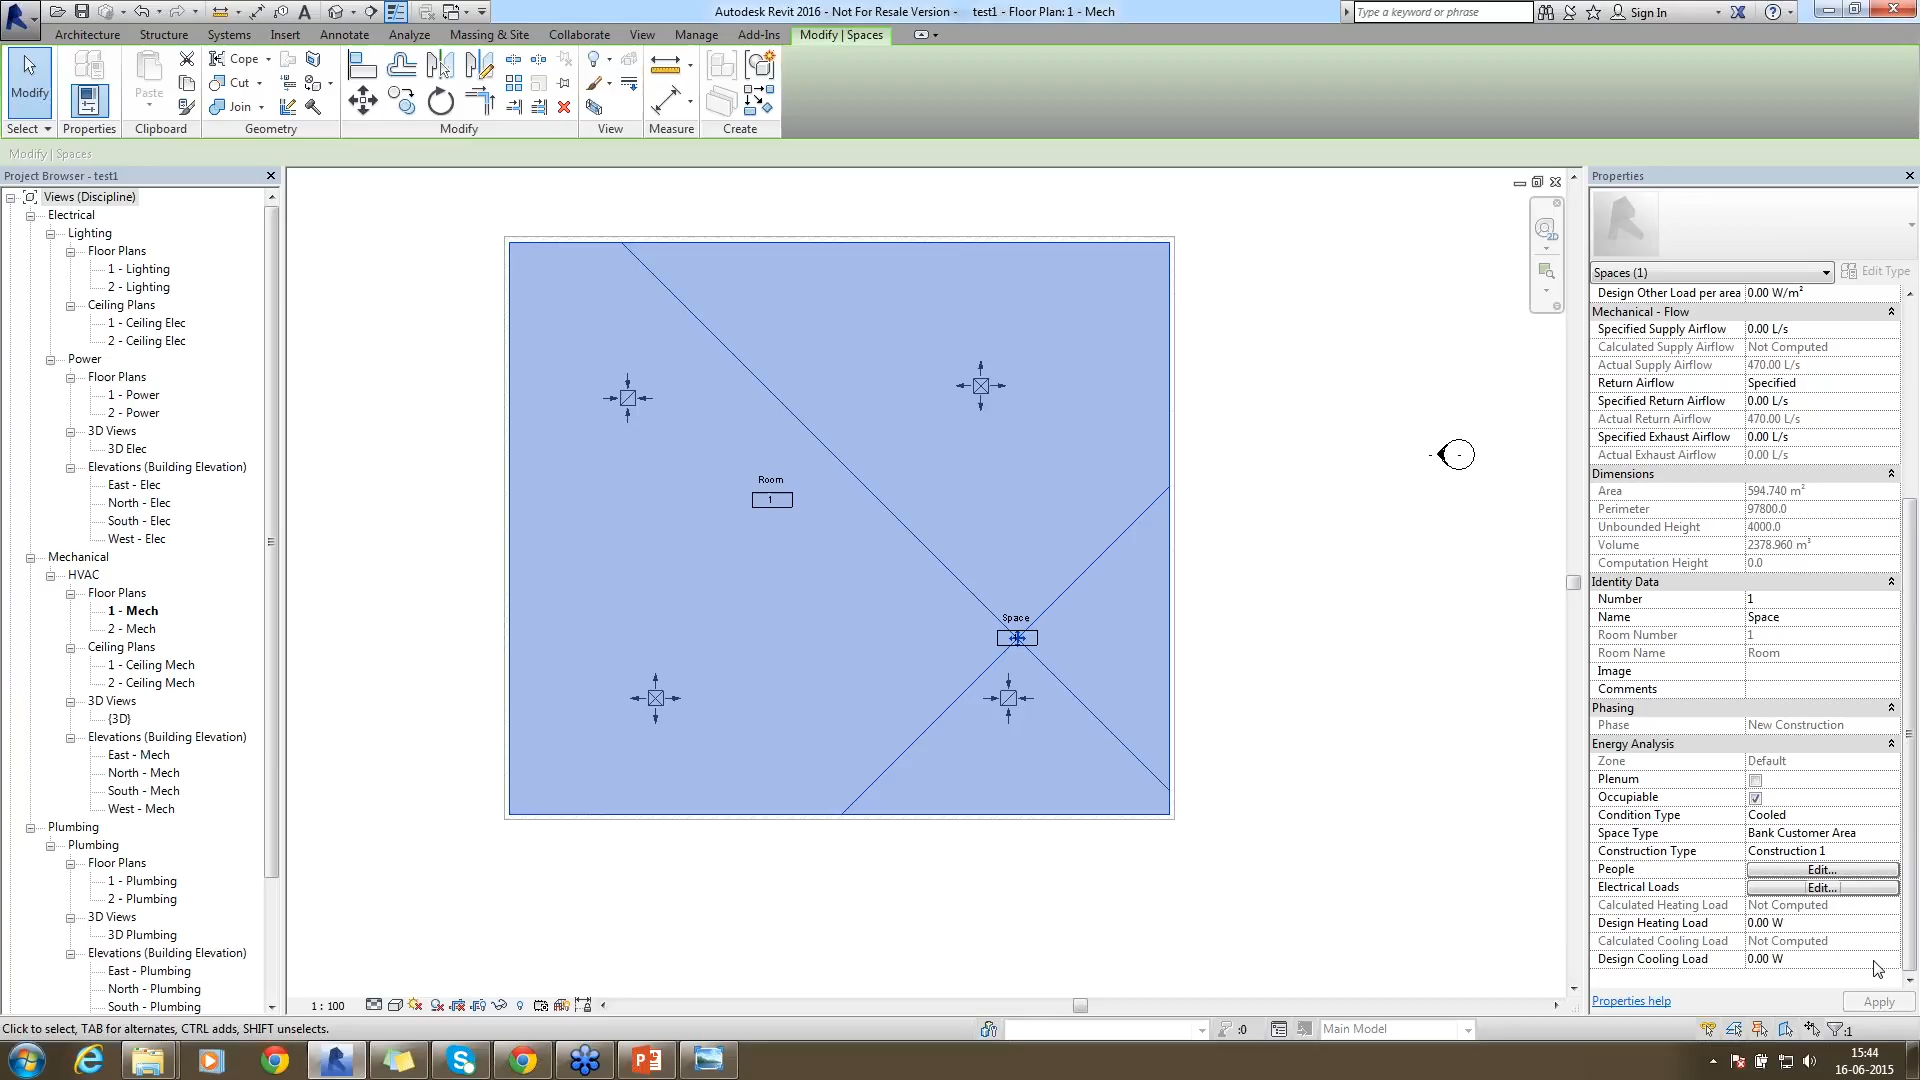 Autodesk Revit 2016 - Not For Resale Version - test1 - Floor Plan: 1 - Mech
Type a keyword or phrase
Sign In
Architecture Structure Systems Insert Annotate Analyze Massing & Site Collaborate View Manage Add-Ins Modify | Spaces
Modify
Paste
Cope
Cut
Join
Select Properties Clipboard Geometry Modify View Measure Create
Modify | Spaces
Project Browser - test1
Views (Discipline)
Electrical
Lighting
Floor Plans
1 - Lighting
2 - Lighting
Ceiling Plans
1 - Ceiling Elec
2 - Ceiling Elec
Power
Floor Plans
1 - Power
2 - Power
3D Views
3D Elec
Elevations (Building Elevation)
East - Elec
North - Elec
South - Elec
West - Elec
Mechanical
HVAC
Floor Plans
1 - Mech
2 - Mech
Ceiling Plans
1 - Ceiling Mech
2 - Ceiling Mech
3D Views
{3D}
Elevations (Building Elevation)
East - Mech
North - Mech
South - Mech
West - Mech
Plumbing
Plumbing
Floor Plans
1 - Plumbing
2 - Plumbing
3D Views
3D Plumbing
Elevations (Building Elevation)
East - Plumbing
North - Plumbing
South - Plumbing
Room
1
Space
2D
Properties
Spaces (1)
Edit Type
Design Other Load per area 0.00 W/m²
Mechanical - Flow
Specified Supply Airflow 0.00 L/s
Calculated Supply Airflow Not Computed
Actual Supply Airflow 470.00 L/s
Return Airflow Specified
Specified Return Airflow 0.00 L/s
Actual Return Airflow 470.00 L/s
Specified Exhaust Airflow 0.00 L/s
Actual Exhaust Airflow 0.00 L/s
Dimensions
Area 594.740 m²
Perimeter 97800.0
Unbounded Height 4000.0
Volume 2378.960 m³
Computation Height 0.0
Identity Data
Number 1
Name Space
Room Number 1
Room Name Room
Image
Comments
Phasing
Phase New Construction
Energy Analysis
Zone Default
Plenum
Occupiable
Condition Type Cooled
Space Type Bank Customer Area
Construction Type Construction 1
People Edit...
Electrical Loads Edit...
Calculated Heating Load Not Computed
Design Heating Load 0.00 W
Calculated Cooling Load Not Computed
Design Cooling Load 0.00 W
Properties help Apply
1 : 100
Click to select, TAB for alternates, CTRL adds, SHIFT unselects.
:0
Main Model
:1
15:44
16-06-2015